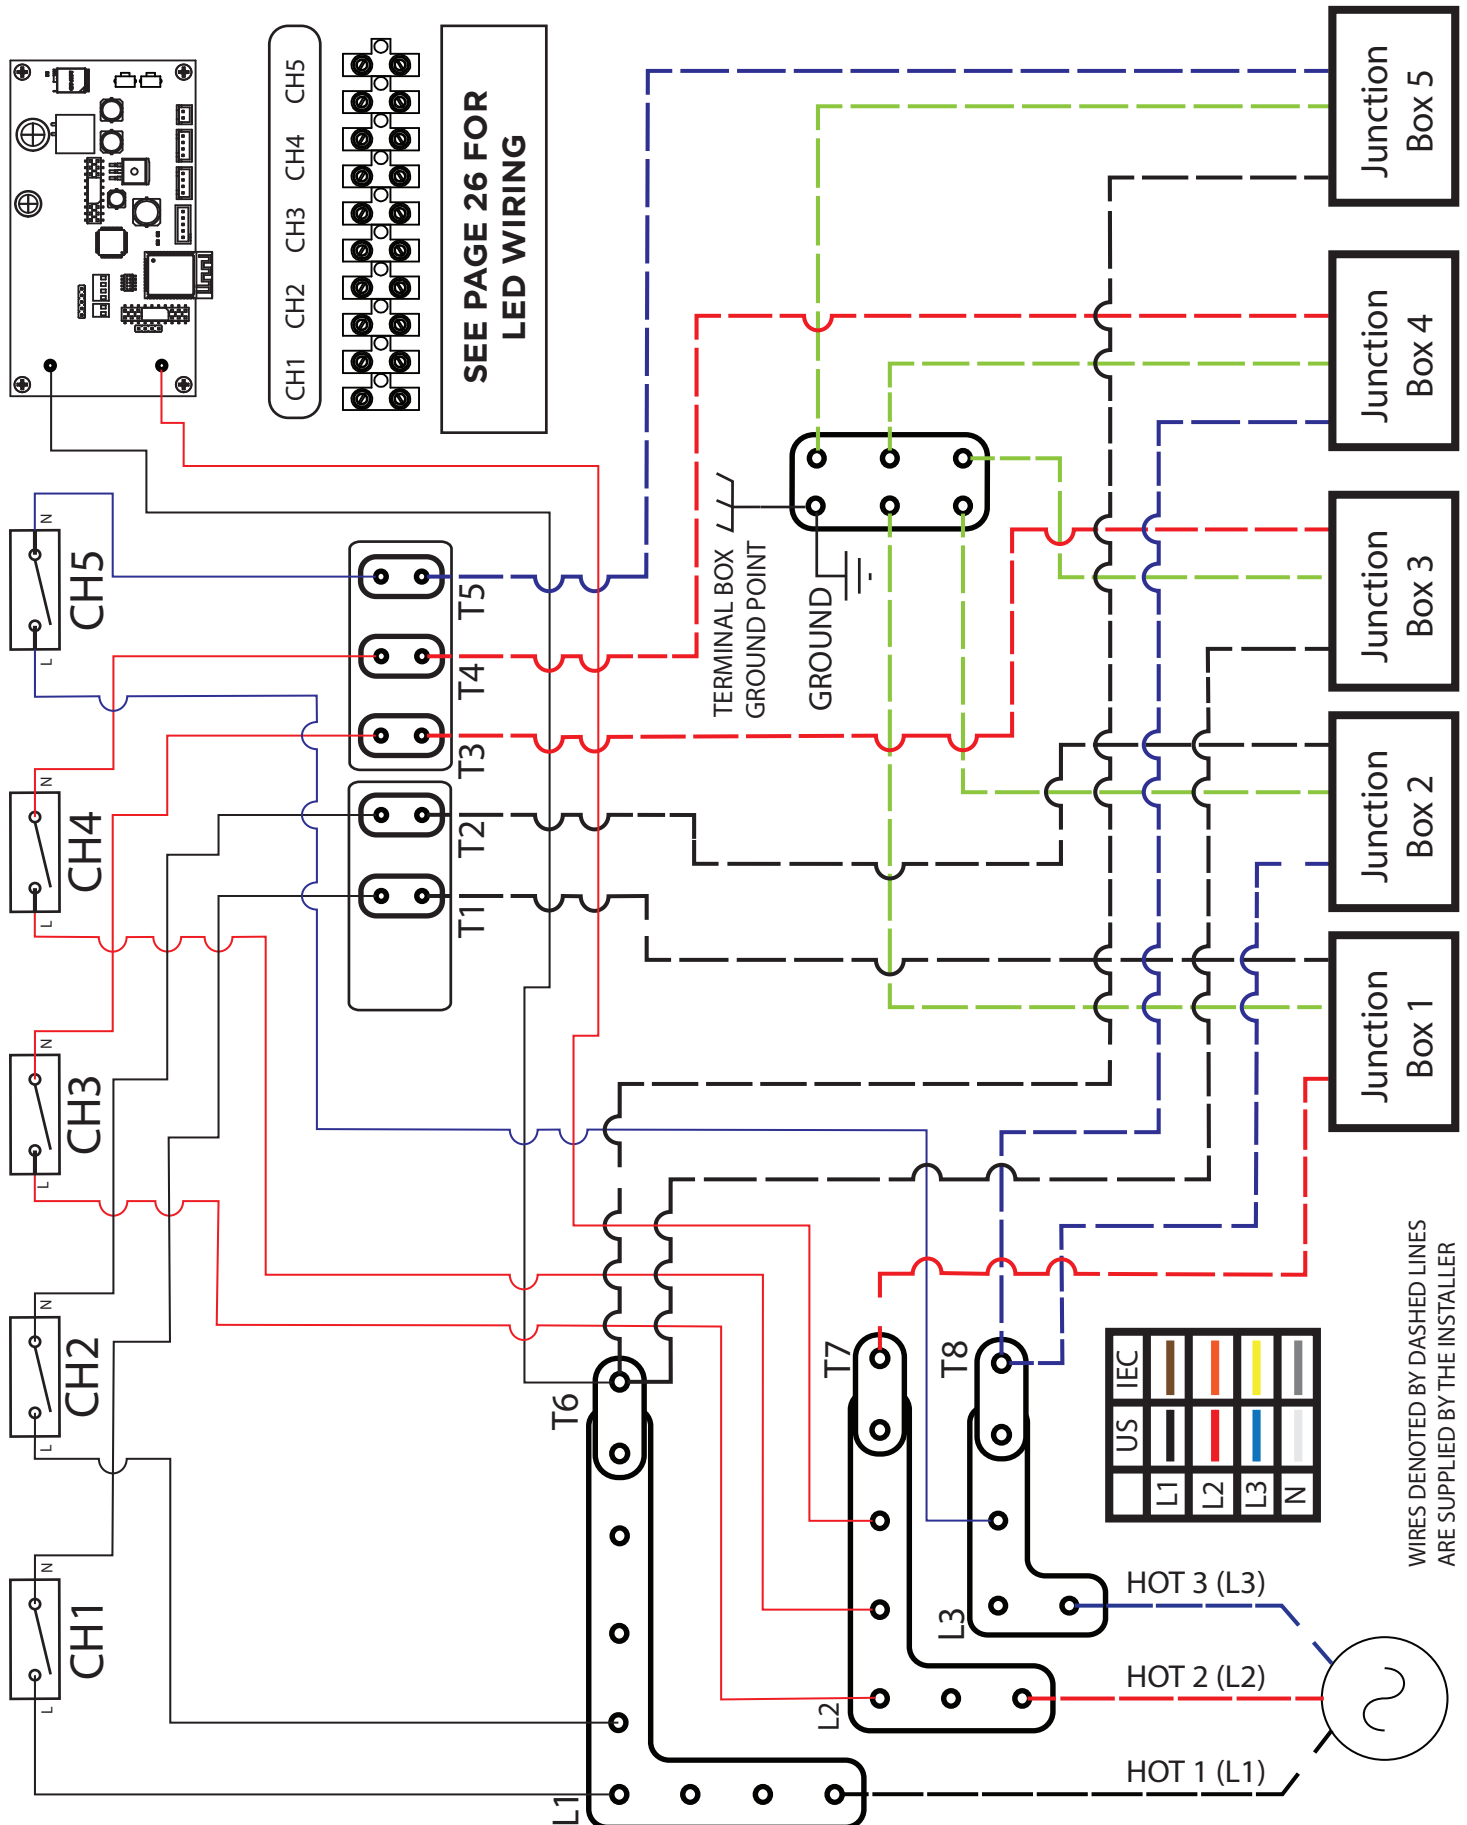 CH1 CH2 CH3 CH4 CH5
SEE PAGE 26 FOR
LED WIRING
Junction
Box 5
Junction
Box 4
Junction
Box 3
Junction
Box 2
Junction
Box 1
N
CH5
L
N
CH4
L
N
CH3
L
N
CH2
L
N
CH1
L
T5
T4
T3
T2
T1
TERMINAL BOX
GROUND POINT
GROUND
T6
T7
T8
L1
L2
L3
US IEC
L1
L2
L3
N
HOT 3 (L3)
HOT 2 (L2)
HOT 1 (L1)
WIRES DENOTED BY DASHED LINES
ARE SUPPLIED BY THE INSTALLER